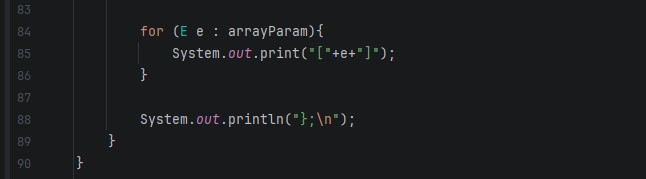 83
84 for (E e : arrayParam){
85 System.out.print("["+e+"]");
86 }
87
88 System.out.println("};\n");
89 }
90 }